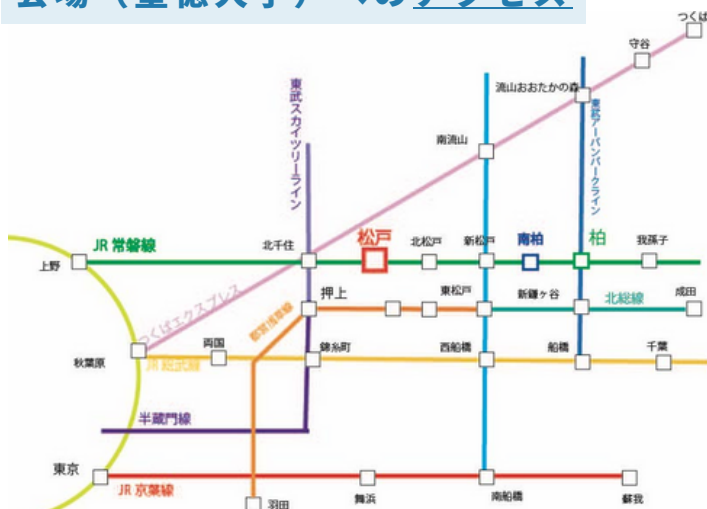 会場（聖徳大学）へのアクセス
つくば
守谷
流山おおたかの森
東武スカイツリーライン
東武アーバンパークライン
南流山
JR 常磐線
上野
北千住
松戸
北松戸
新松戸
南柏
柏
我孫子
つくばエクスプレス
押上
東松戸
新鎌ヶ谷
北総線
成田
都営浅草線
秋葉原
両国
JR 総武線
錦糸町
西船橋
船橋
千葉
半蔵門線
東京
JR 京葉線
羽田
舞浜
南船橋
蘇我